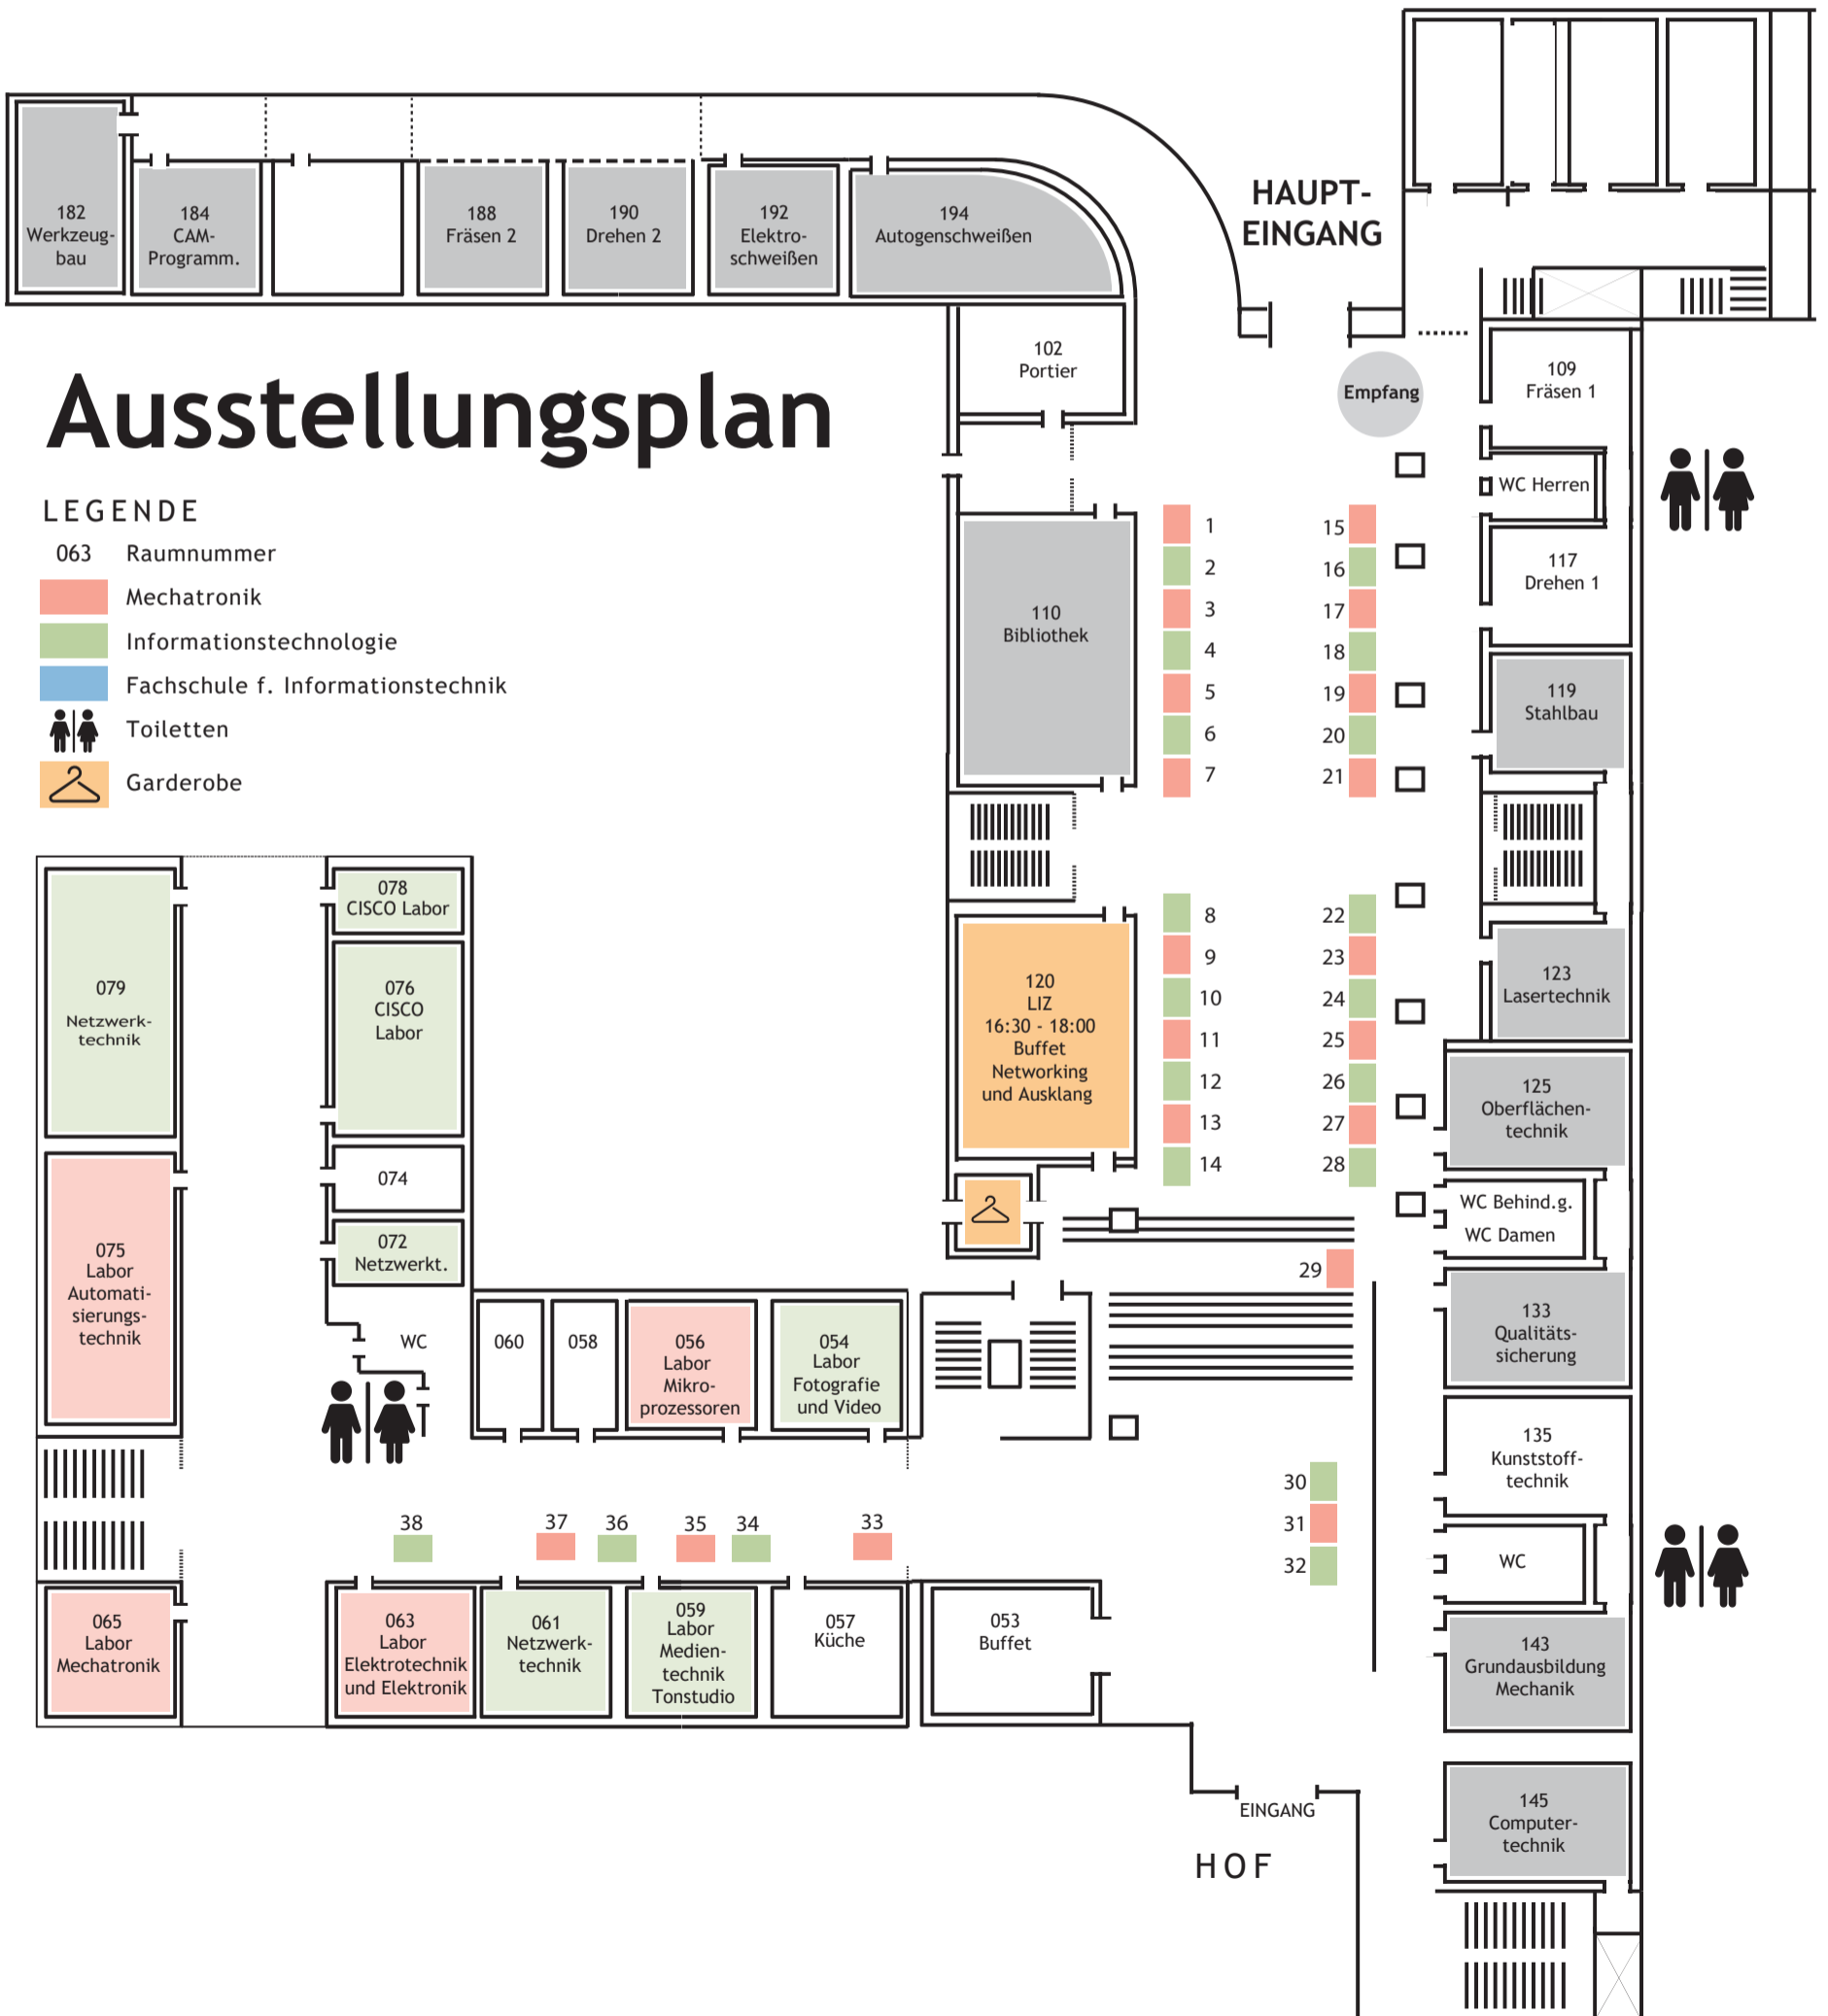 HAUPT-
EINGANG
182
Werkzeug-
bau
184
CAM-
Programm.
188
Fräsen 2
190
Drehen 2
192
Elektro-
schweißen
194
Autogenschweißen
102
Portier
Empfang
109
Fräsen 1
WC Herren
117
Drehen 1
Ausstellungsplan
LEGENDE
063 Raumnummer
Mechatronik
Informationstechnologie
Fachschule f. Informationstechnik
Toiletten
Garderobe
110
Bibliothek
1
2
3
4
5
6
7
15
16
17
18
19
20
21
119
Stahlbau
120
LIZ
16:30 - 18:00
Buffet
Networking
und Ausklang
8
9
10
11
12
13
14
22
23
24
25
26
27
28
123
Lasertechnik
125
Oberflächen-
technik
WC Behind.g.
WC Damen
29
133
Qualitäts-
sicherung
135
Kunststoff-
technik
30
31
32
WC
143
Grundausbildung
Mechanik
145
Computer-
technik
079
Netzwerk-
technik
078
CISCO Labor
076
CISCO
Labor
074
072
Netzwerkt.
075
Labor
Automati-
sierungs-
technik
WC
060
058
056
Labor
Mikro-
prozessoren
054
Labor
Fotografie
und Video
38
37
36
35
34
33
065
Labor
Mechatronik
063
Labor
Elektrotechnik
und Elektronik
061
Netzwerk-
technik
059
Labor
Medien-
technik
Tonstudio
057
Küche
053
Buffet
EINGANG
HOF